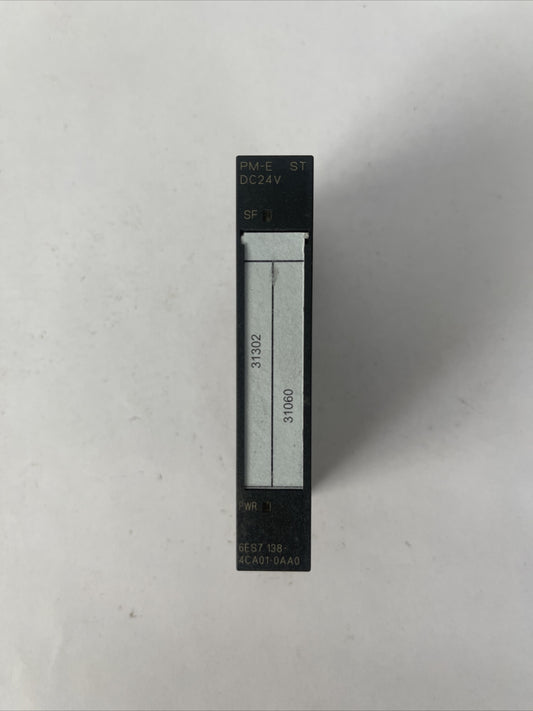 PM-E ST
DC24V
SF
31302
31060
PWR
6ES7 138-
4CA01-0AA0